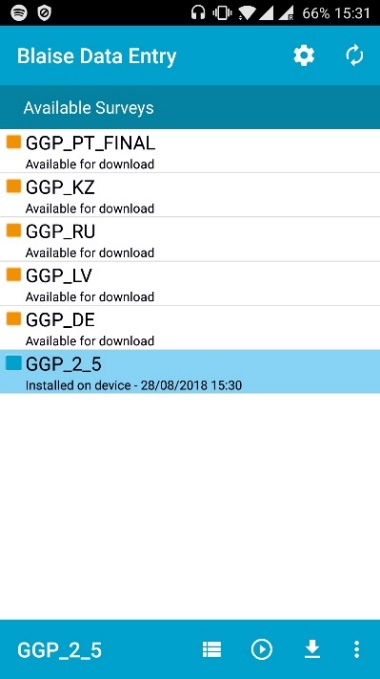 66% 15:31
Blaise Data Entry
Available Surveys
GGP_PT_FINAL
Available for download
GGP_KZ
Available for download
GGP_RU
Available for download
GGP_LV
Available for download
GGP_DE
Available for download
GGP_2_5
Installed on device - 28/08/2018 15:30
GGP_2_5